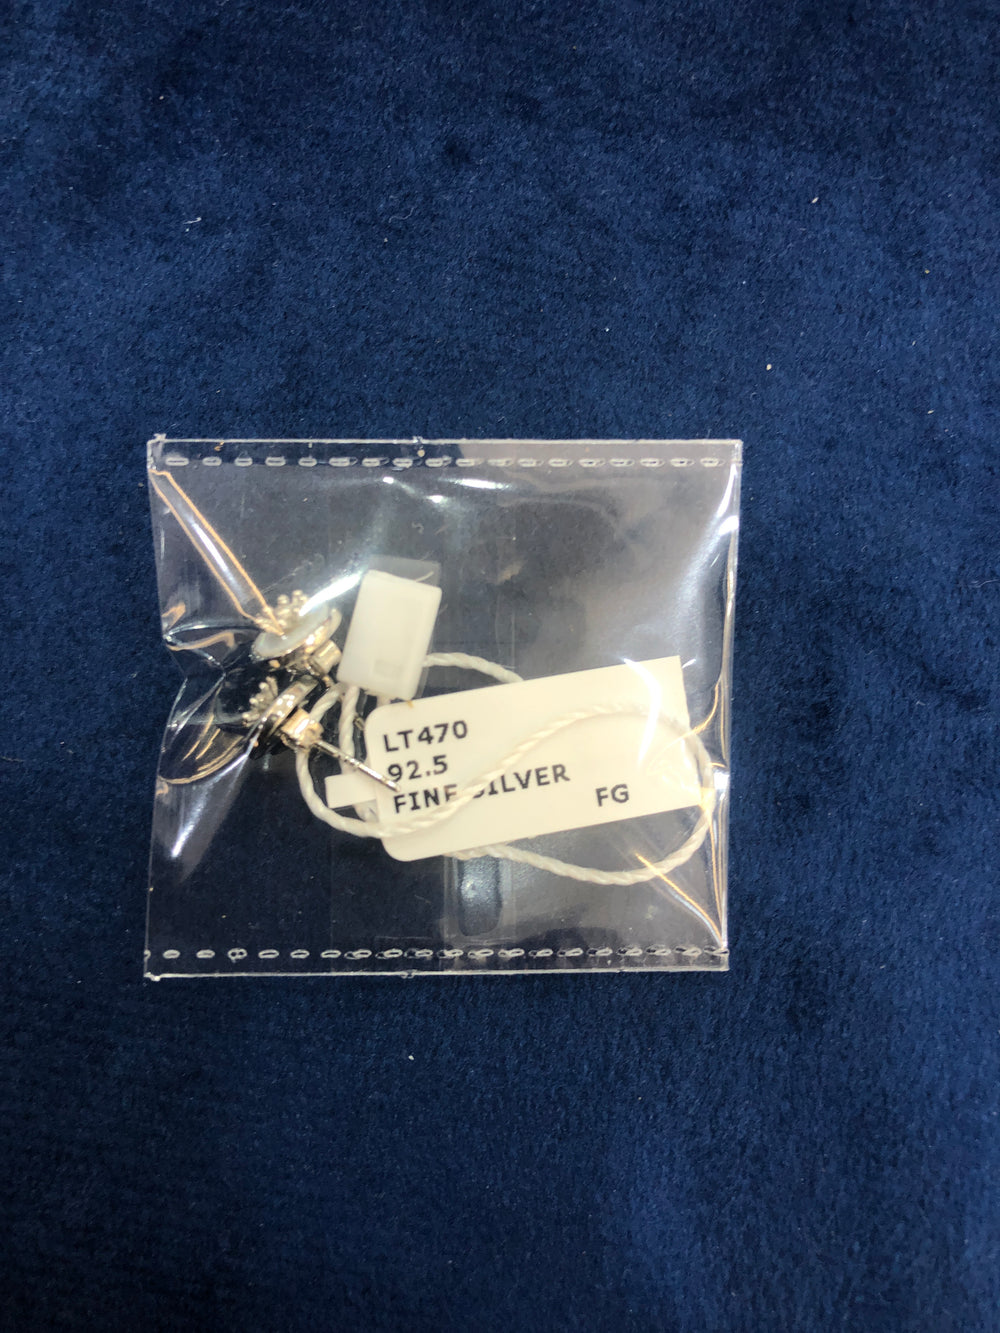 LT470
92.5
FINE SILVER
FG